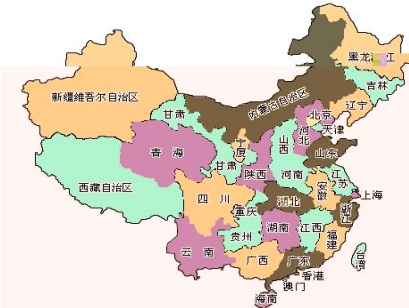 黑龙江
吉林
辽宁
内蒙古自治区
新疆维吾尔自治区
甘肃
北京
天津
河北
山西
山东
宁夏
青海
甘肃
陕西
河南
江苏
安徽
上海
西藏自治区
四川
重庆
湖北
浙江
贵州
湖南
江西
福建
云南
广西
广东
台湾
香港
澳门
海南